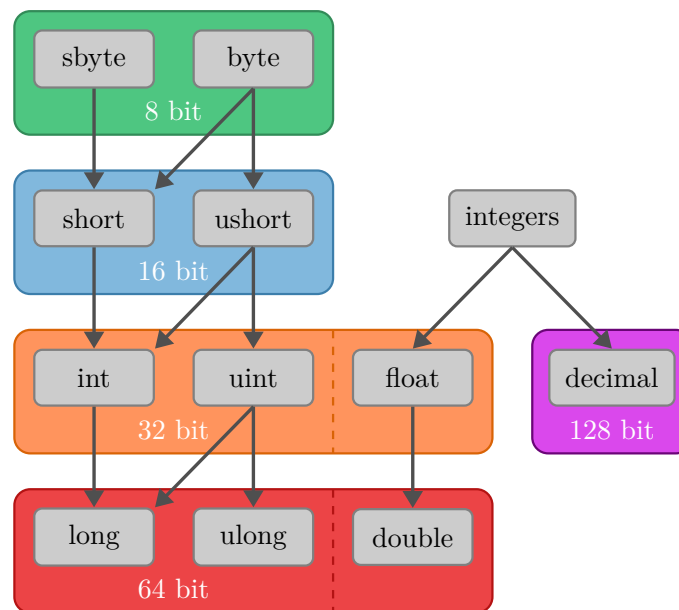 sbyte
byte
8 bit
short
ushort
integers
16 bit
int
uint
float
decimal
32 bit
128 bit
long
ulong
double
64 bit